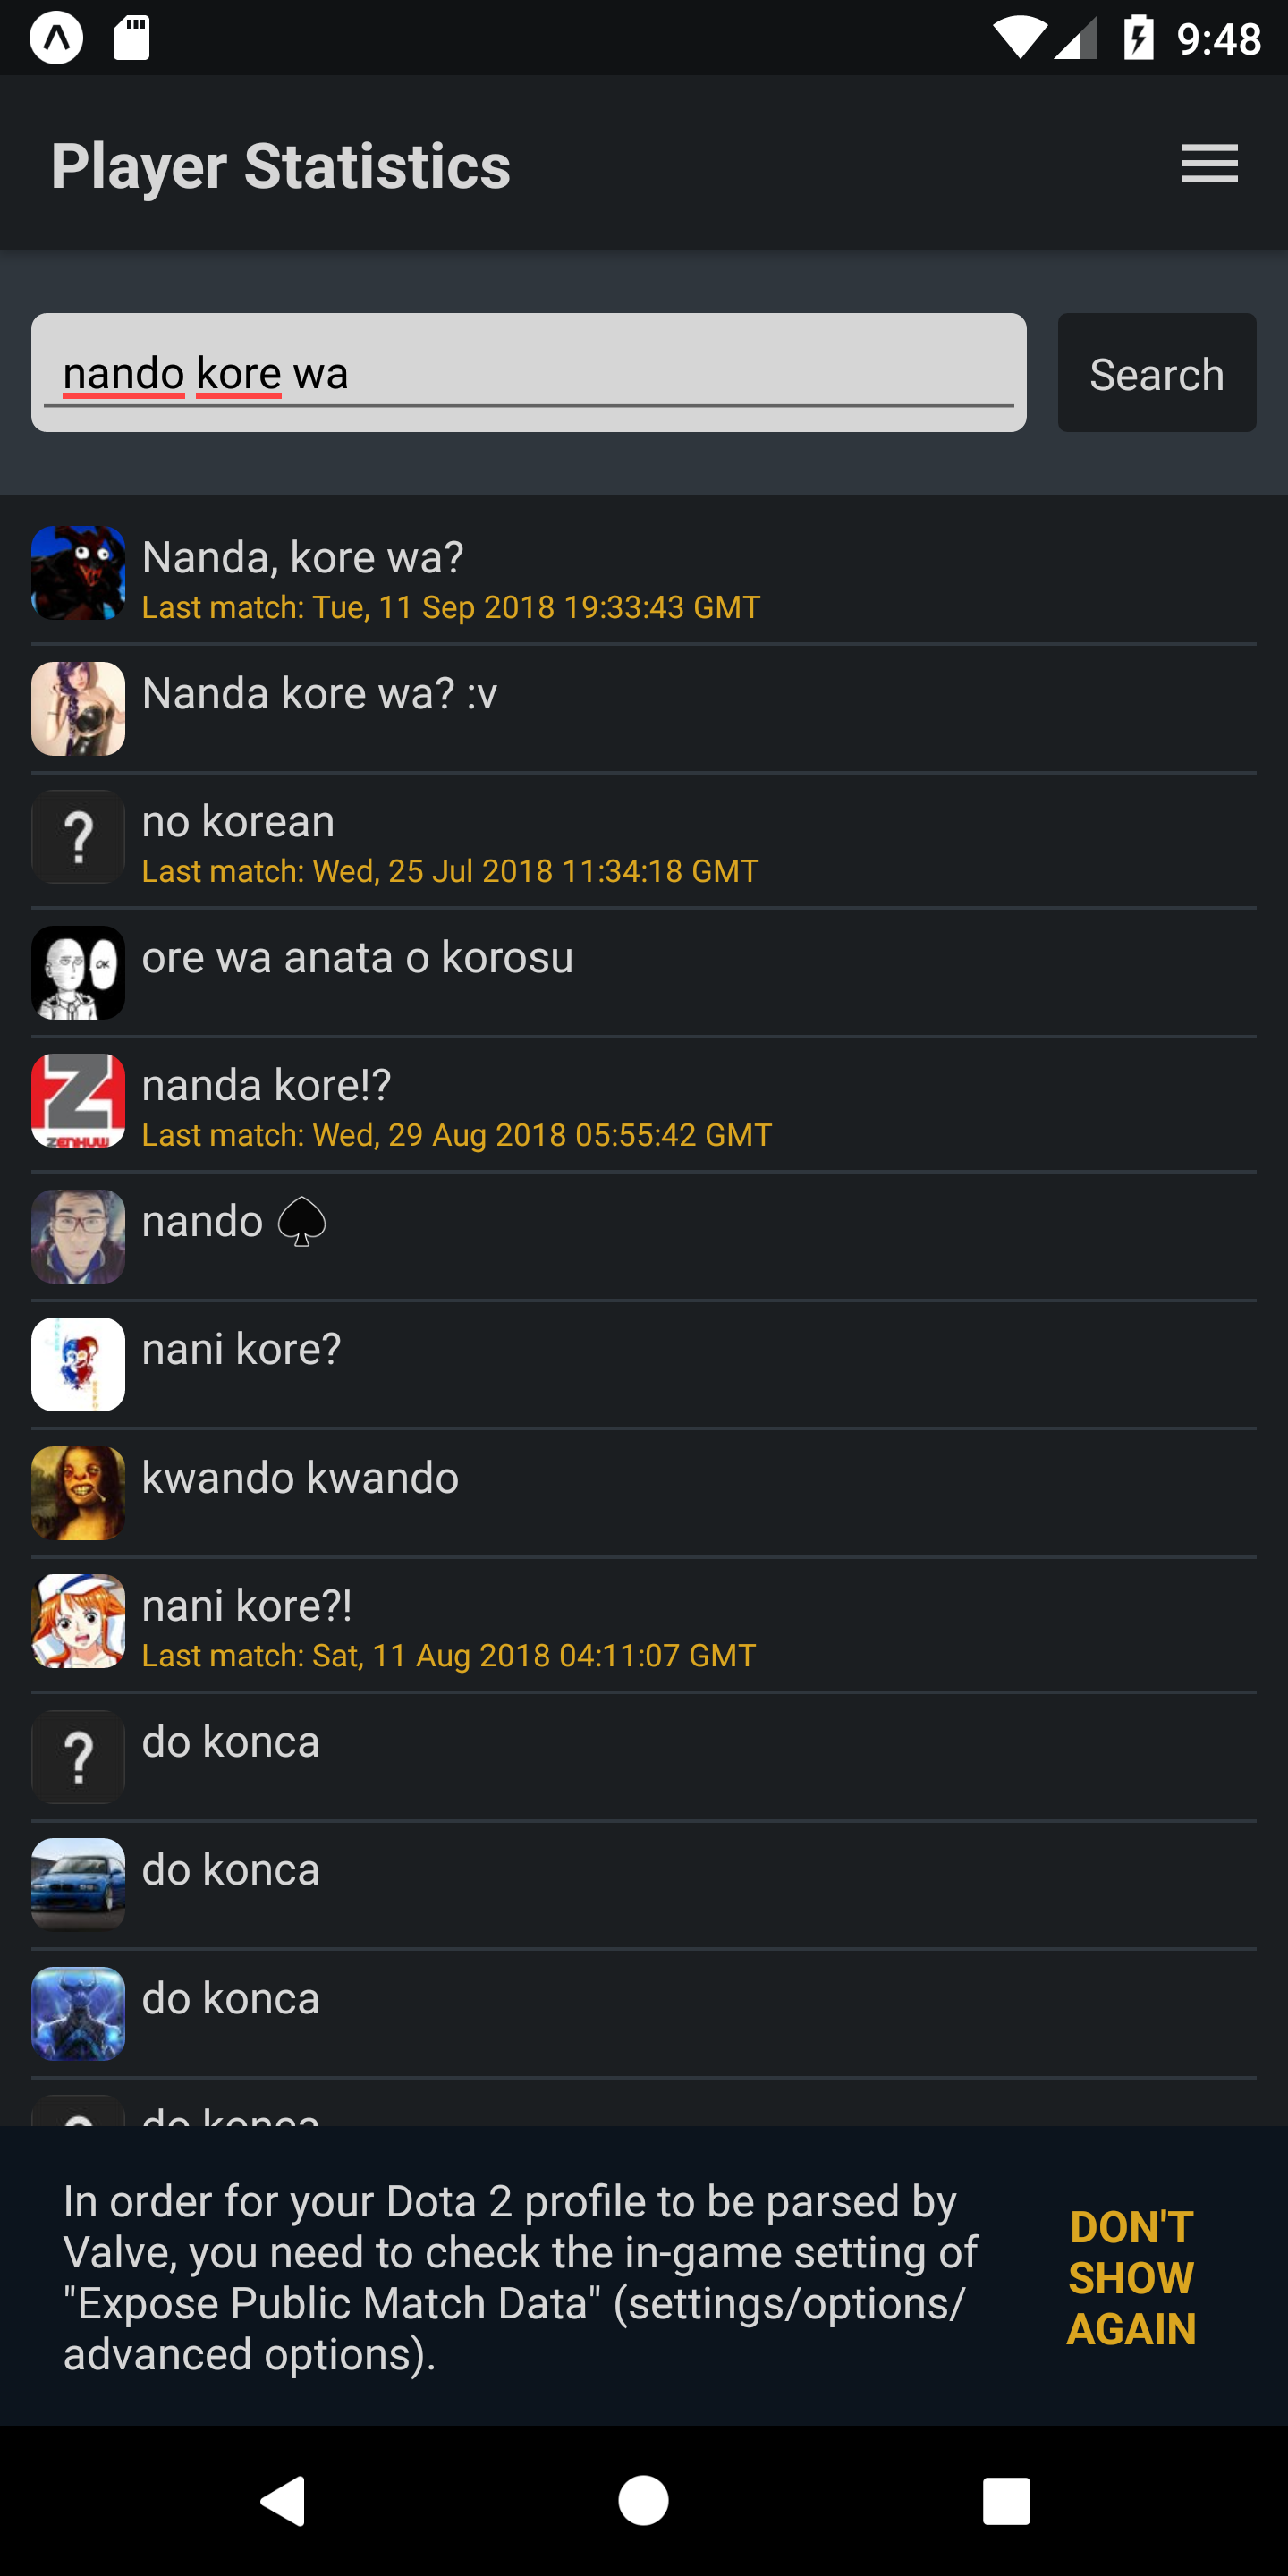 9:48
Player Statistics
nando kore wa
Search
Nanda, kore wa?
Last match: Tue, 11 Sep 2018 19:33:43 GMT
Nanda kore wa? :v
?
no korean
Last match: Wed, 25 Jul 2018 11:34:18 GMT
OK
ore wa anata o korosu
Z
ZENHUW
nanda kore!?
Last match: Wed, 29 Aug 2018 05:55:42 GMT
nando ♠
nani kore?
kwando kwando
nani kore?!
Last match: Sat, 11 Aug 2018 04:11:07 GMT
?
do konca
do konca
do konca
do konca
In order for your Dota 2 profile to be parsed by
Valve, you need to check the in-game setting of
"Expose Public Match Data" (settings/options/
advanced options).
DON'T
SHOW
AGAIN